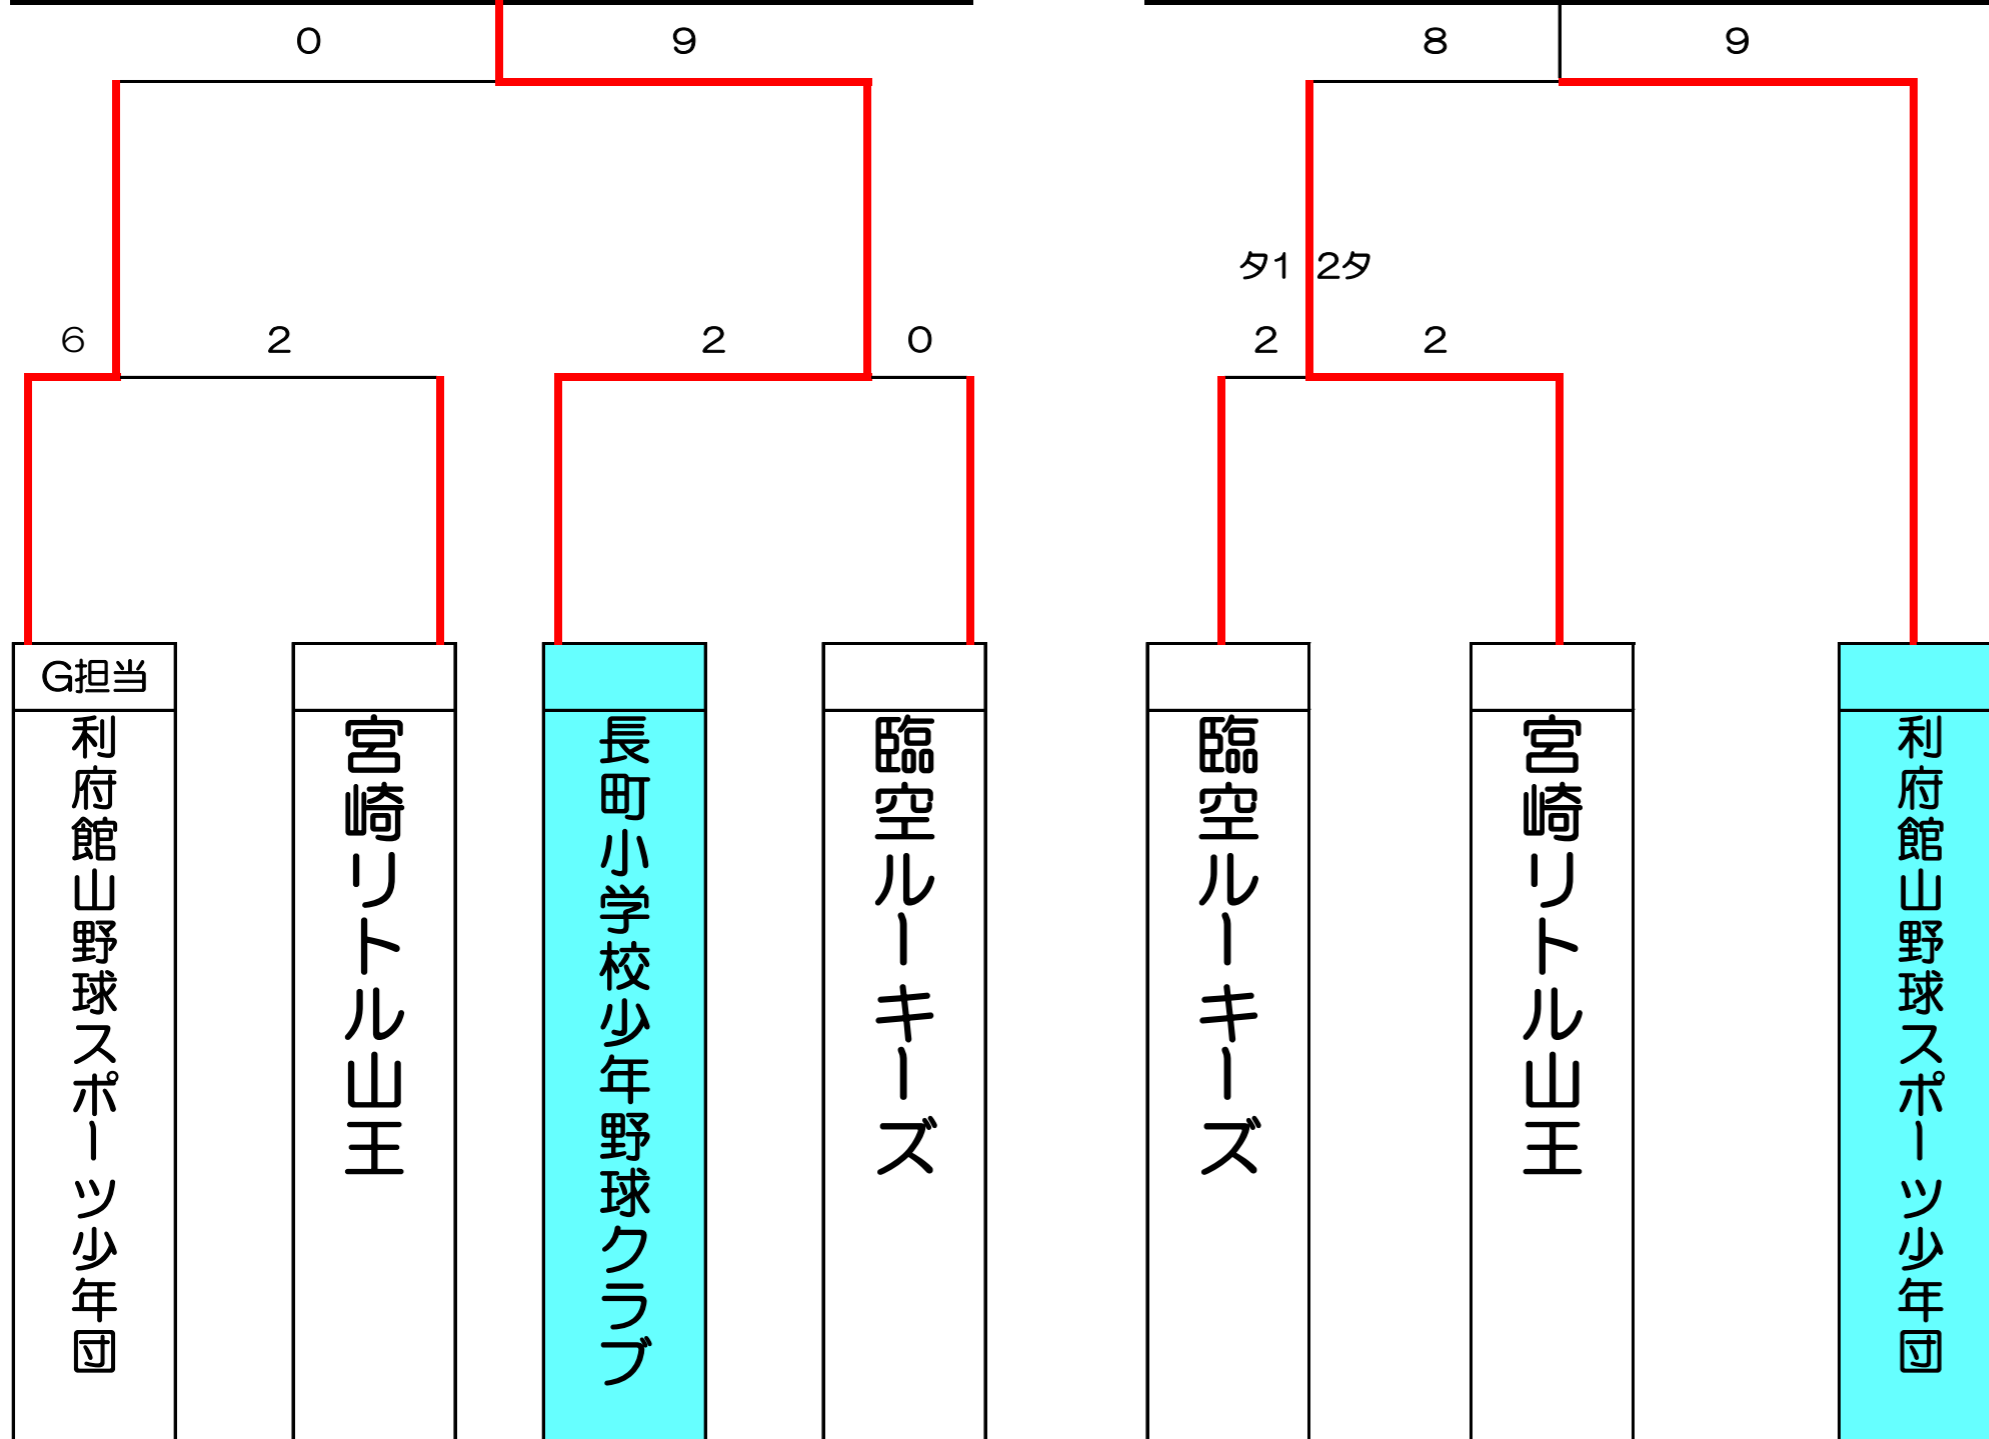 0 9 8 9
タ1 2タ
6 2 2 0 2 2
G担当
利府館山野球スポーツ少年団
宮崎リトル山王
長町小学校少年野球クラブ
臨空ルーキーズ
臨空ルーキーズ
宮崎リトル山王
利府館山野球スポーツ少年団